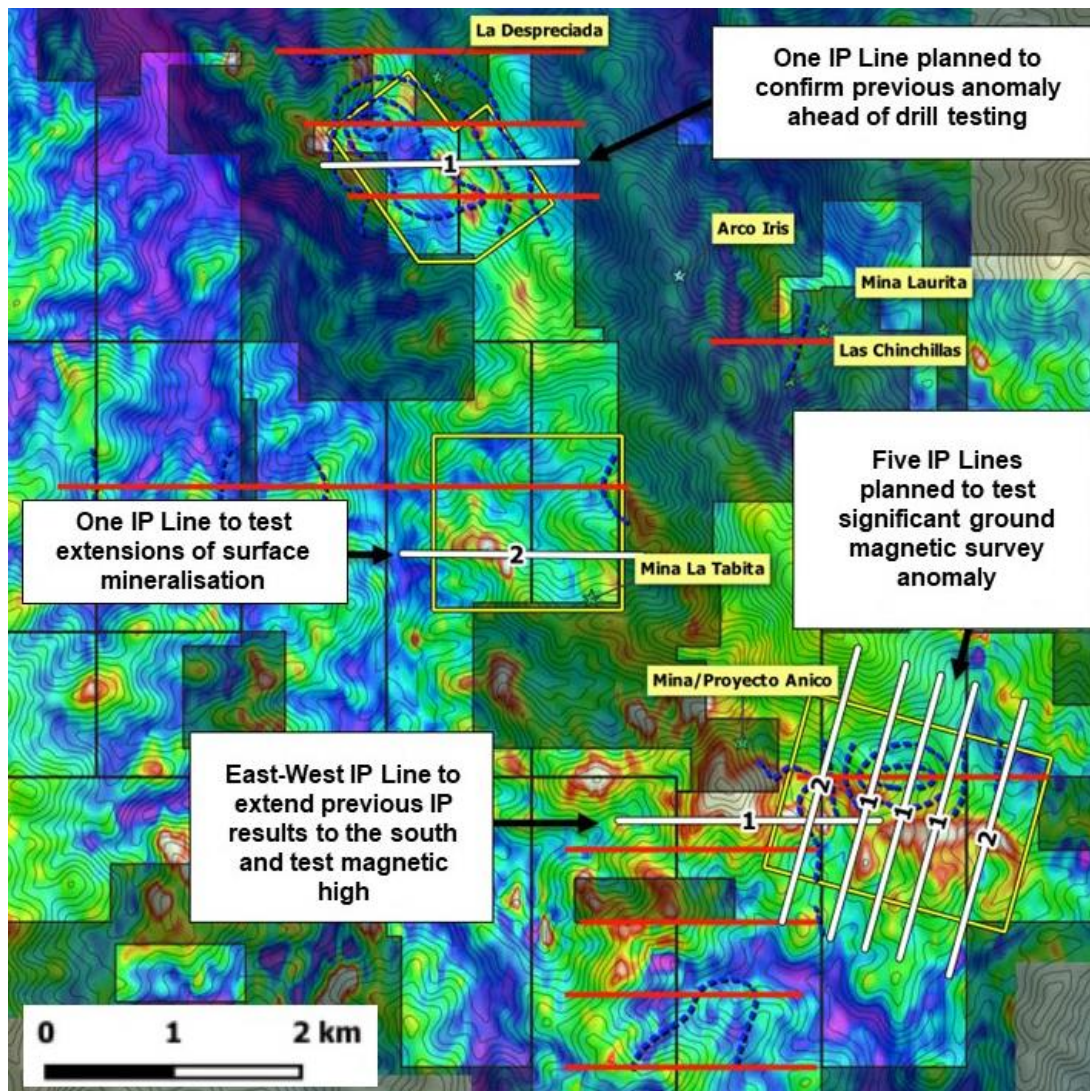 La Despreciada
One IP Line planned to
confirm previous anomaly
ahead of drill testing
1
Arco Iris
Mina Laurita
Las Chinchillas
Five IP Lines
planned to test
significant ground
magnetic survey
anomaly
One IP Line to test
extensions of surface
mineralisation
2
Mina La Tabita
Mina/Proyecto Anico
East-West IP Line to
extend previous IP
results to the south
and test magnetic
high
1
2
1
1
1
2
0 1 2 km